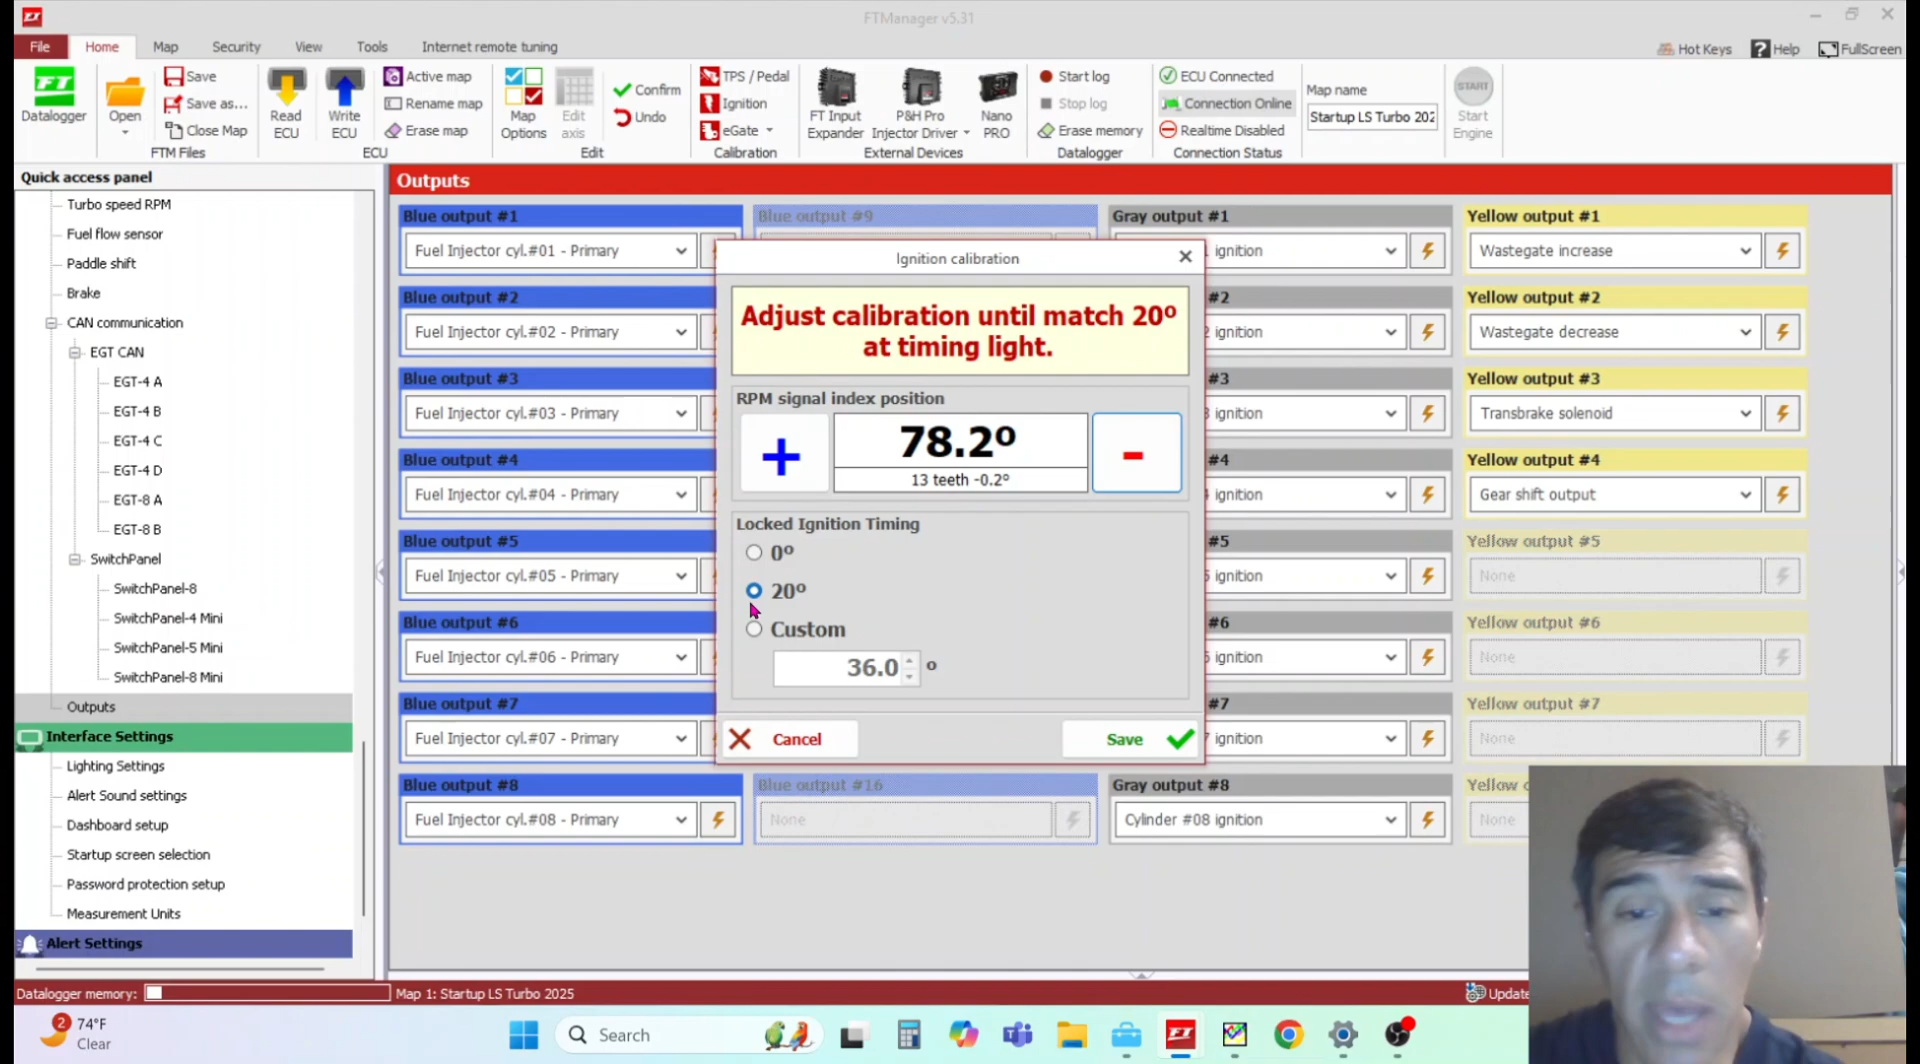 FT
FTManager v5.31
File
Home
Map
Security
View
Tools
Internet remote tuning
Hot Keys
Help
FullScreen
FT
Datalogger
Open
Save
Save as...
Close Map
FTM Files
Read
ECU
Write
ECU
Active map
Rename map
Erase map
ECU
Map
Options
Edit
axis
Confirm
Undo
Edit
TPS / Pedal
Ignition
eGate
Calibration
FT Input
Expander
P&H Pro
Injector Driver
Nano
PRO
External Devices
Start log
Stop log
Erase memory
Datalogger
ECU Connected
Connection Online
Realtime Disabled
Connection Status
Map name
Startup LS Turbo 202
START
Start
Engine
Quick access panel
Turbo speed RPM
Fuel flow sensor
Paddle shift
Brake
CAN communication
EGT CAN
EGT-4 A
EGT-4 B
EGT-4 C
EGT-4 D
EGT-8 A
EGT-8 B
SwitchPanel
SwitchPanel-8
SwitchPanel-4 Mini
SwitchPanel-5 Mini
SwitchPanel-8 Mini
Outputs
Interface Settings
Lighting Settings
Alert Sound settings
Dashboard setup
Startup screen selection
Password protection setup
Measurement Units
Alert Settings
Outputs
Blue output #1
Fuel Injector cyl.#01 - Primary
Blue output #2
Fuel Injector cyl.#02 - Primary
Blue output #3
Fuel Injector cyl.#03 - Primary
Blue output #4
Fuel Injector cyl.#04 - Primary
Blue output #5
Fuel Injector cyl.#05 - Primary
Blue output #6
Fuel Injector cyl.#06 - Primary
Blue output #7
Fuel Injector cyl.#07 - Primary
Blue output #8
Fuel Injector cyl.#08 - Primary
Blue output #9
Blue output #16
None
Ignition calibration
Adjust calibration until match 20º
at timing light.
RPM signal index position
+
78.2º
13 teeth -0.2º
-
Locked Ignition Timing
0º
20º
Custom
36.0 º
Cancel
Save
Gray output #1
1 ignition
#2
2 ignition
#3
3 ignition
#4
4 ignition
#5
5 ignition
#6
6 ignition
#7
7 ignition
Gray output #8
Cylinder #08 ignition
Yellow output #1
Wastegate increase
Yellow output #2
Wastegate decrease
Yellow output #3
Transbrake solenoid
Yellow output #4
Gear shift output
Yellow output #5
None
Yellow output #6
None
Yellow output #7
None
Yellow o
None
Datalogger memory:
Map 1: Startup LS Turbo 2025
Update
2
74°F
Clear
Search
FT